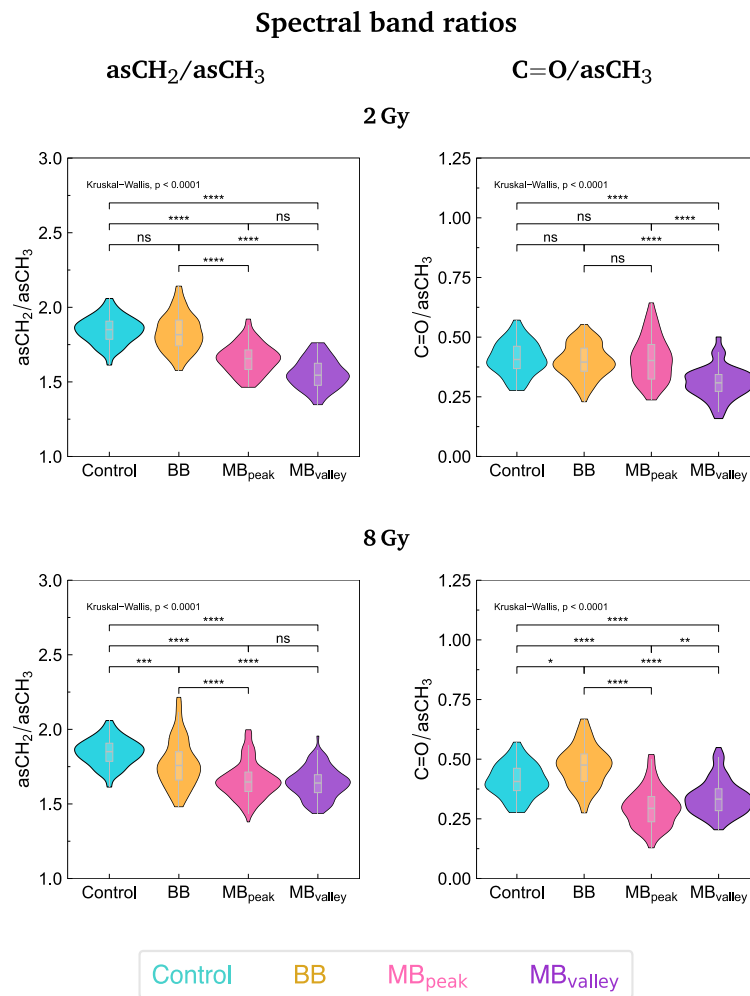 Spectral band ratios
asCH₂/asCH₃ C=O/asCH₃
2 Gy
asCH₂/asCH₃
3.0
2.5
2.0
1.5
1.0
Kruskal−Wallis, p < 0.0001
****
**** ns
ns ****
****
Control BB MBpeak MBvalley
C=O/asCH₃
1.25
1.00
0.75
0.50
0.25
0.00
Kruskal−Wallis, p < 0.0001
****
ns ****
ns ****
ns
Control BB MBpeak MBvalley
8 Gy
asCH₂/asCH₃
3.0
2.5
2.0
1.5
1.0
Kruskal−Wallis, p < 0.0001
****
**** ns
*** ****
****
Control BB MBpeak MBvalley
C=O/asCH₃
1.25
1.00
0.75
0.50
0.25
0.00
Kruskal−Wallis, p < 0.0001
****
**** **
* ****
****
Control BB MBpeak MBvalley
Control BB MBpeak MBvalley